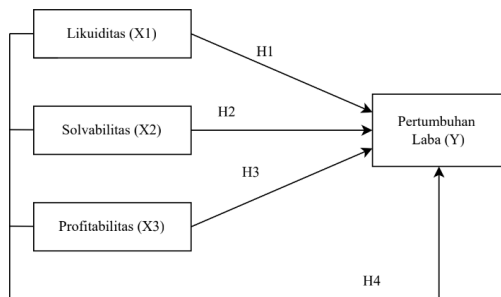 Likuiditas (X1)
H1
H2
Solvabilitas (X2)
Pertumbuhan
Laba (Y)
H3
Profitabilitas (X3)
H4